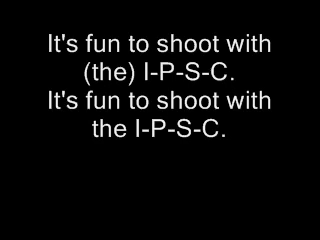 It's fun to shoot with
(the) I-P-S-C.
It's fun to shoot with
the I-P-S-C.